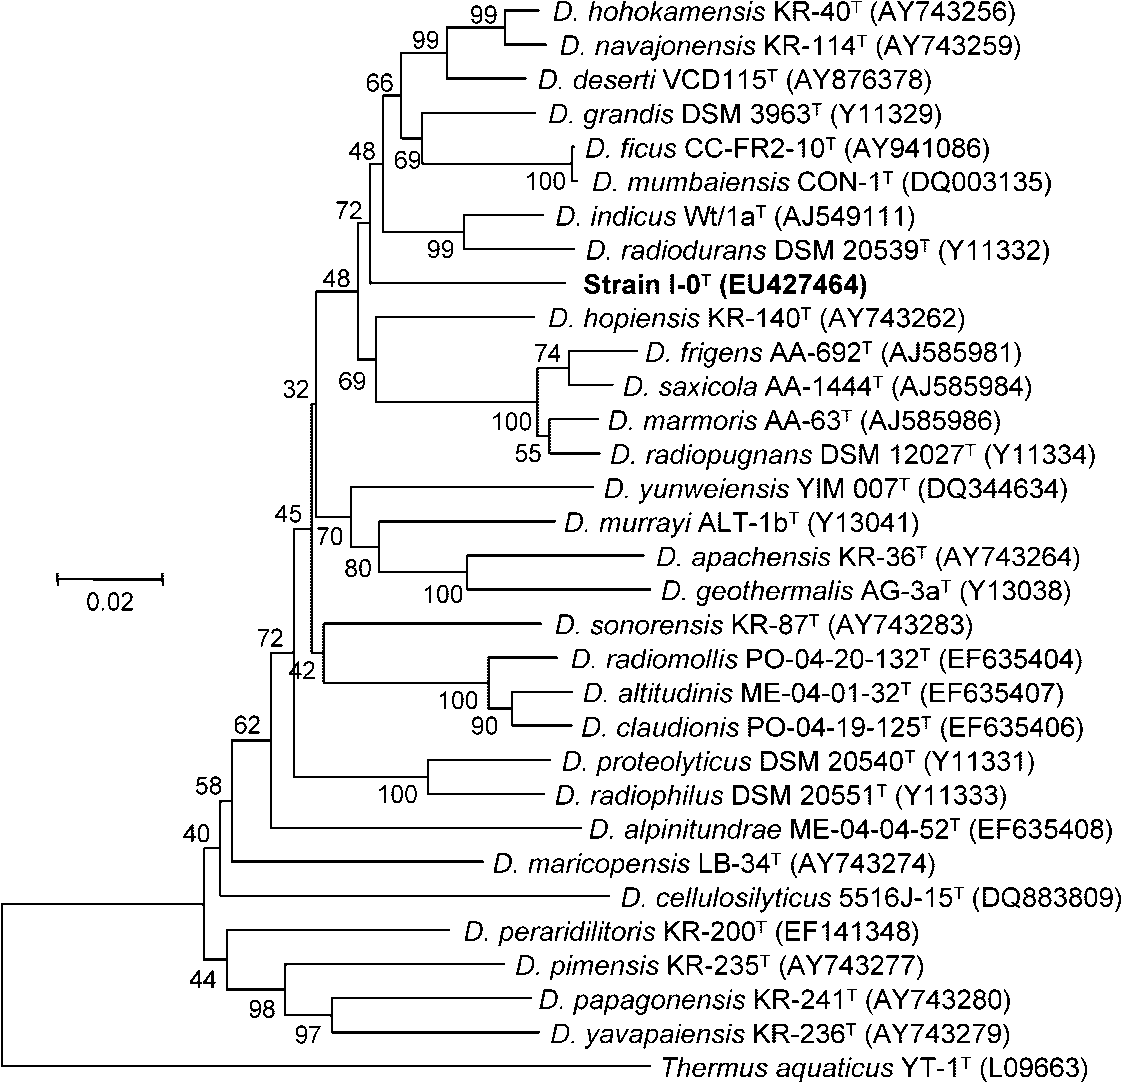 99 D. hohokamensis KR-40ᵀ (AY743256)
99 D. navajonensis KR-114ᵀ (AY743259)
D. deserti VCD115ᵀ (AY876378)
66
D. grandis DSM 3963ᵀ (Y11329)
48 69 D. ficus CC-FR2-10ᵀ (AY941086)
100 D. mumbaiensis CON-1ᵀ (DQ003135)
72 D. indicus Wt/1aᵀ (AJ549111)
99 D. radiodurans DSM 20539ᵀ (Y11332)
48 Strain I-0ᵀ (EU427464)
D. hopiensis KR-140ᵀ (AY743262)
74 D. frigens AA-692ᵀ (AJ585981)
32 69 D. saxicola AA-1444ᵀ (AJ585984)
100 D. marmoris AA-63ᵀ (AJ585986)
55 D. radiopugnans DSM 12027ᵀ (Y11334)
D. yunweiensis YIM 007ᵀ (DQ344634)
45 70 D. murrayi ALT-1bᵀ (Y13041)
80 D. apachensis KR-36ᵀ (AY743264)
0.02 100 D. geothermalis AG-3aᵀ (Y13038)
72 D. sonorensis KR-87ᵀ (AY743283)
42 D. radiomollis PO-04-20-132ᵀ (EF635404)
100 D. altitudinis ME-04-01-32ᵀ (EF635407)
62 90 D. claudionis PO-04-19-125ᵀ (EF635406)
D. proteolyticus DSM 20540ᵀ (Y11331)
58 100 D. radiophilus DSM 20551ᵀ (Y11333)
40 D. alpinitundrae ME-04-04-52ᵀ (EF635408)
D. maricopensis LB-34ᵀ (AY743274)
D. cellulosilyticus 5516J-15ᵀ (DQ883809)
D. peraridilitoris KR-200ᵀ (EF141348)
44 D. pimensis KR-235ᵀ (AY743277)
98 D. papagonensis KR-241ᵀ (AY743280)
97 D. yavapaiensis KR-236ᵀ (AY743279)
Thermus aquaticus YT-1ᵀ (L09663)